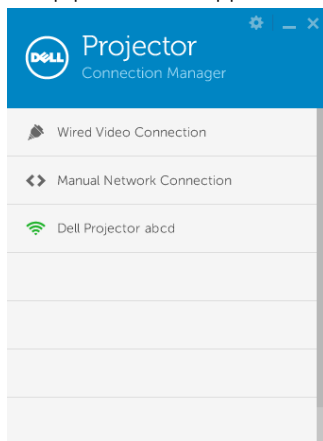 DELL
Projector
Connection Manager
Wired Video Connection
Manual Network Connection
Dell Projector abcd